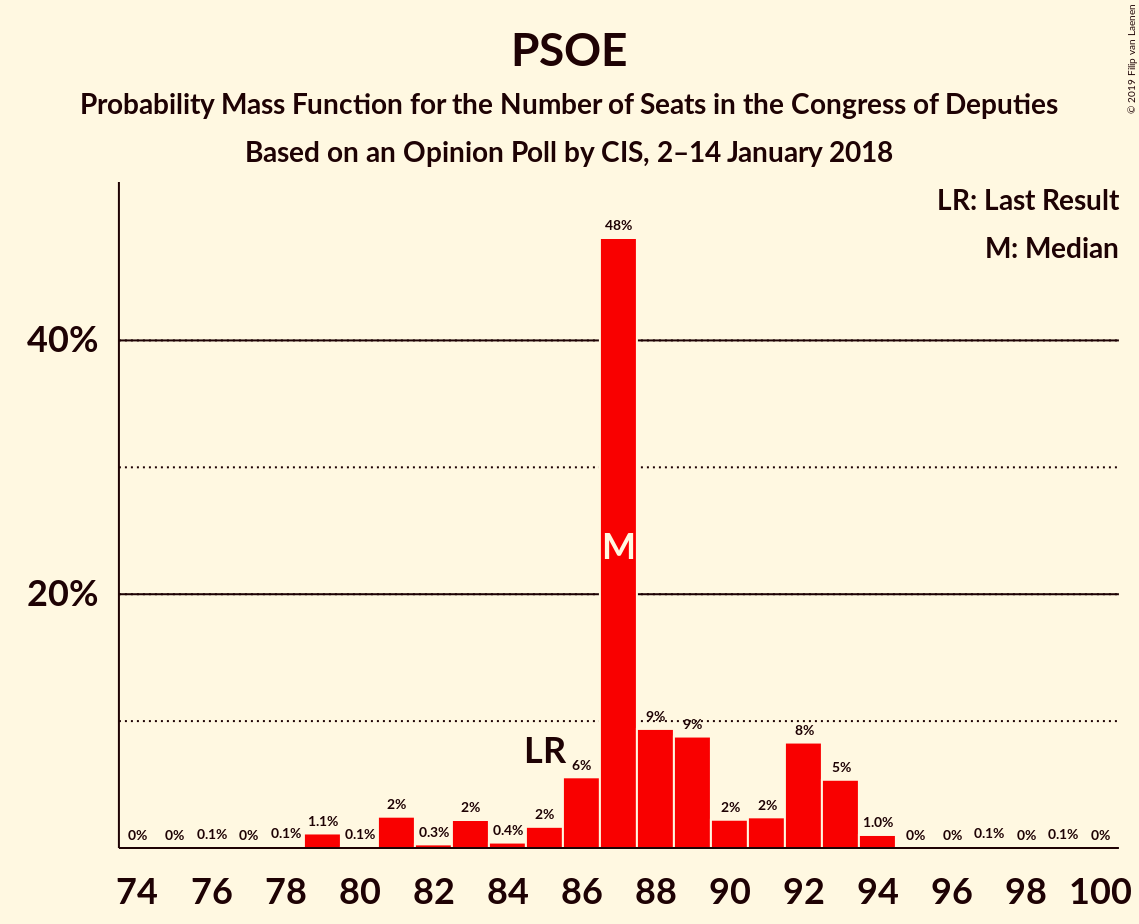 PSOE
Probability Mass Function for the Number of Seats in the Congress of Deputies
Based on an Opinion Poll by CIS, 2–14 January 2018
© 2019 Filip van Laenen
LR: Last Result
M: Median
40%
20%
0% 0% 0.1% 0% 0.1% 1.1% 0.1% 2% 0.3% 2% 0.4% 2% 6% 48% 9% 9% 2% 2% 8% 5% 1.0% 0% 0% 0.1% 0% 0.1% 0%
LR
M
74 76 78 80 82 84 86 88 90 92 94 96 98 100